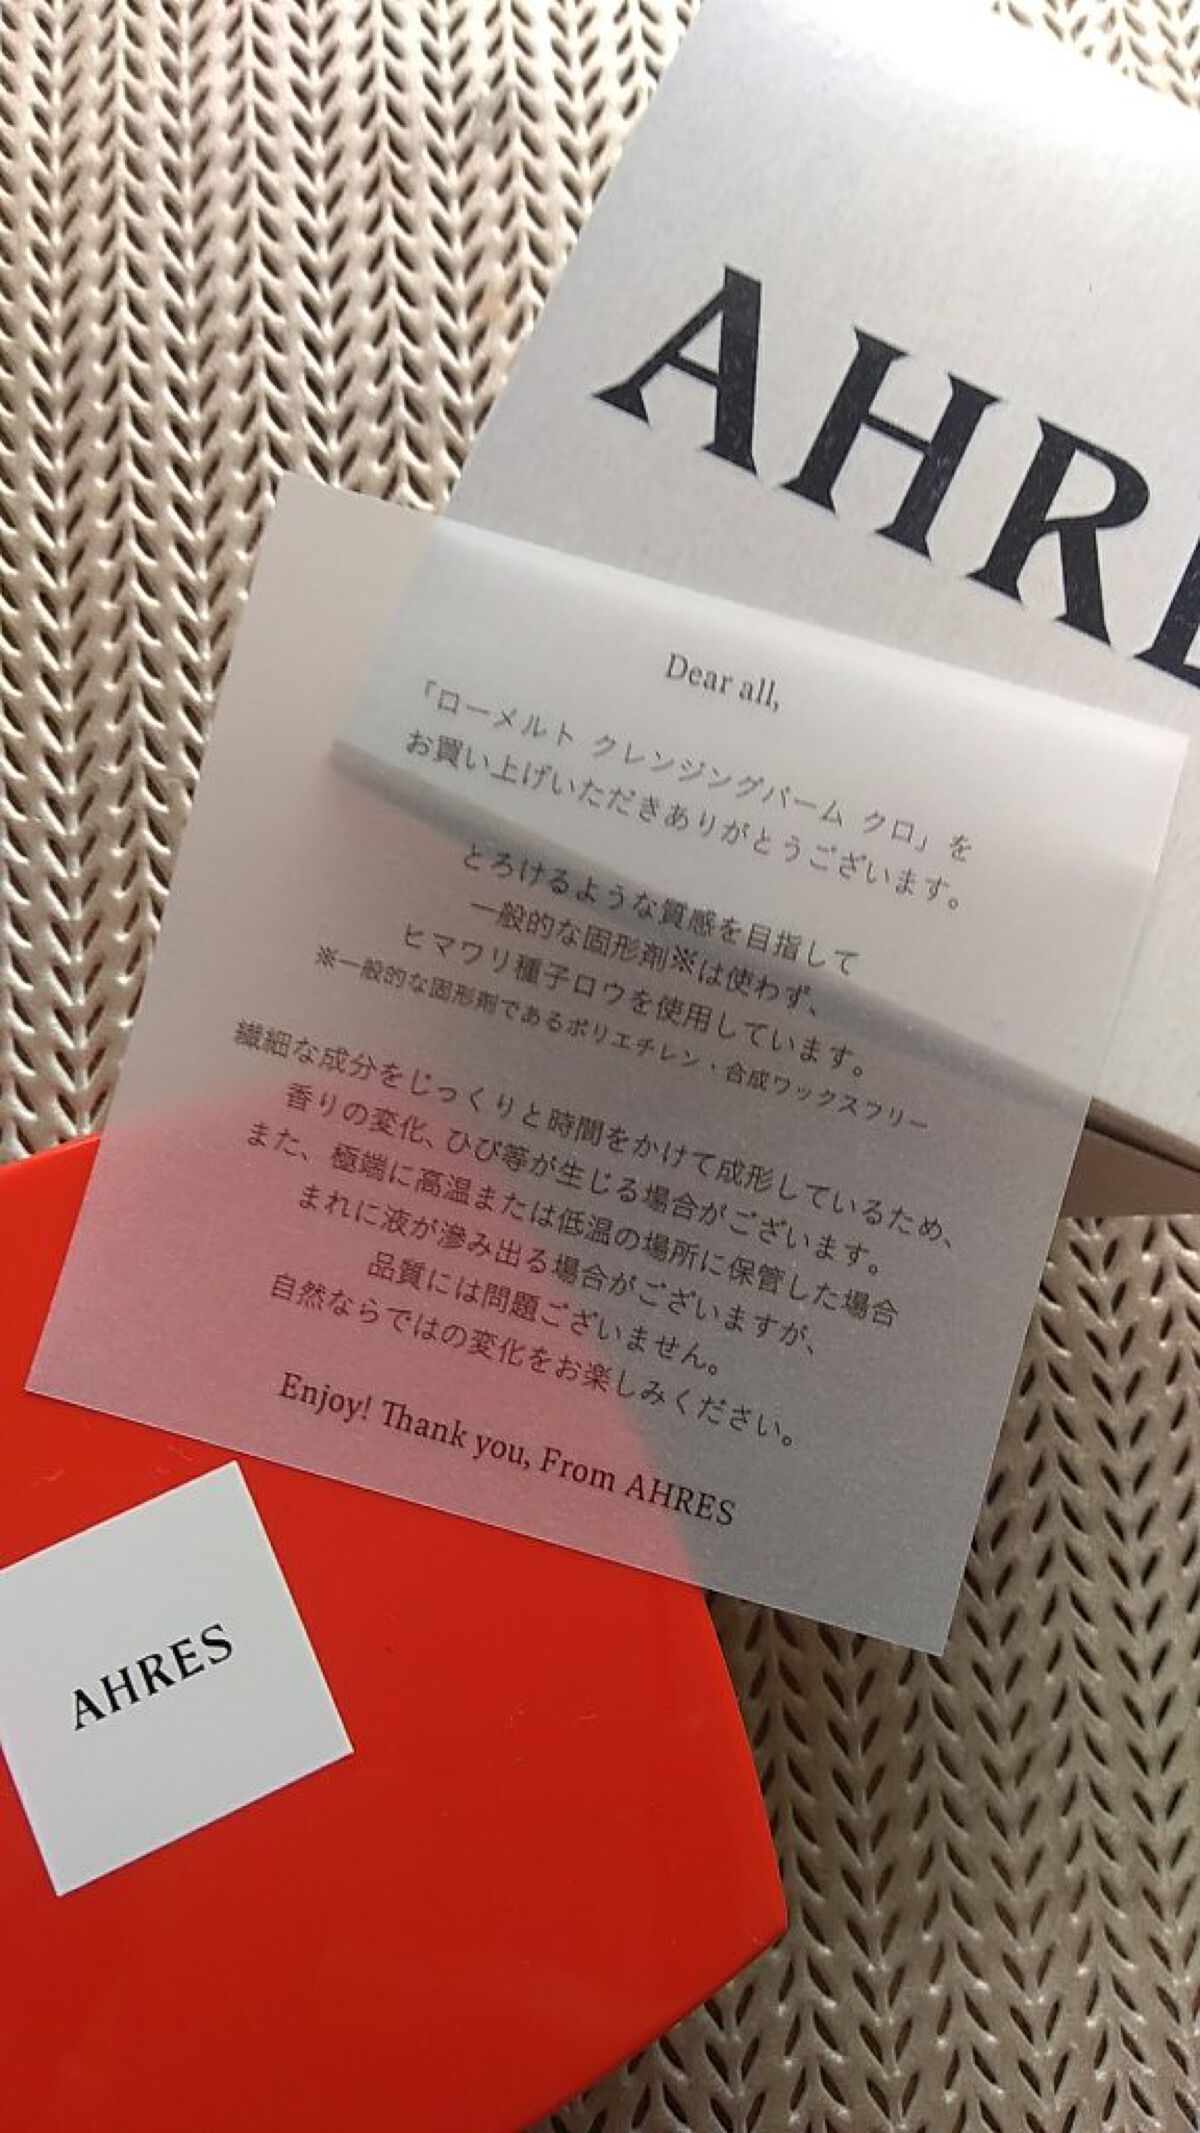 AHRE
Dear all,
「ローメルト クレンジングバーム クロ」を
お買い上げいただきありがとうございます。
とろけるような質感を目指して
一般的な固形剤※は使わず、
ヒマワリ種子ロウを使用しています。
※一般的な固形剤であるポリエチレン・合成ワックスフリー
繊細な成分をじっくりと時間をかけて成形しているため、
香りの変化、ひび等が生じる場合がございます。
また、極端に高温または低温の場所に保管した場合
まれに液が滲み出る場合がございますが、
品質には問題ございません。
自然ならではの変化をお楽しみください。
Enjoy! Thank you, From AHRES
AHRES